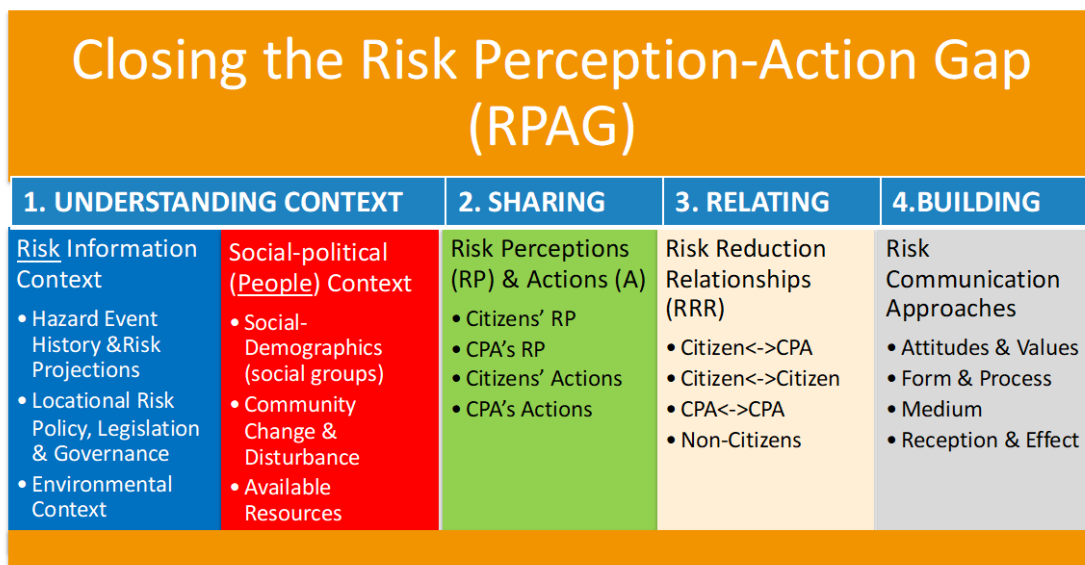 Closing the Risk Perception-Action Gap
(RPAG)
1. UNDERSTANDING CONTEXT
2. SHARING
3. RELATING
4.BUILDING
Risk Information
Context
• Hazard Event
History &Risk
Projections
• Locational Risk
Policy, Legislation
& Governance
• Environmental
Context
Social-political
(People) Context
• Social-
Demographics
(social groups)
• Community
Change &
Disturbance
• Available
Resources
Risk Perceptions
(RP) & Actions (A)
• Citizens' RP
• CPA's RP
• Citizens' Actions
• CPA's Actions
Risk Reduction
Relationships
(RRR)
• Citizen<->CPA
• Citizen<->Citizen
• CPA<->CPA
• Non-Citizens
Risk
Communication
Approaches
• Attitudes & Values
• Form & Process
• Medium
• Reception & Effect